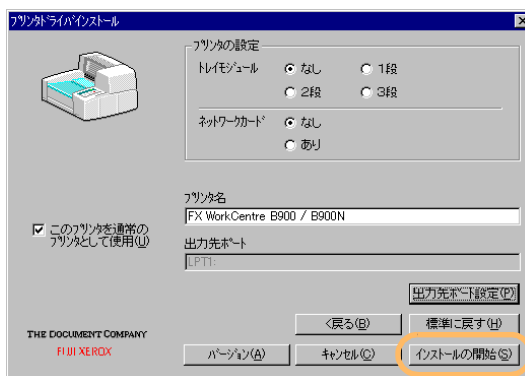 プリンタドライバインストール
プリンタの設定
トレイモジュール
なし
1段
2段
3段
ネットワークカード
なし
あり
プリンタ名
FX WorkCentre B900 / B900N
このプリンタを通常の
プリンタとして使用(U)
出力先ポート
LPT1:
出力先ポート設定(P)
<戻る(B)
標準に戻す(H)
THE DOCUMENT COMPANY
FUJI XEROX
バージョン(A)
キャンセル(C)
インストールの開始(S)